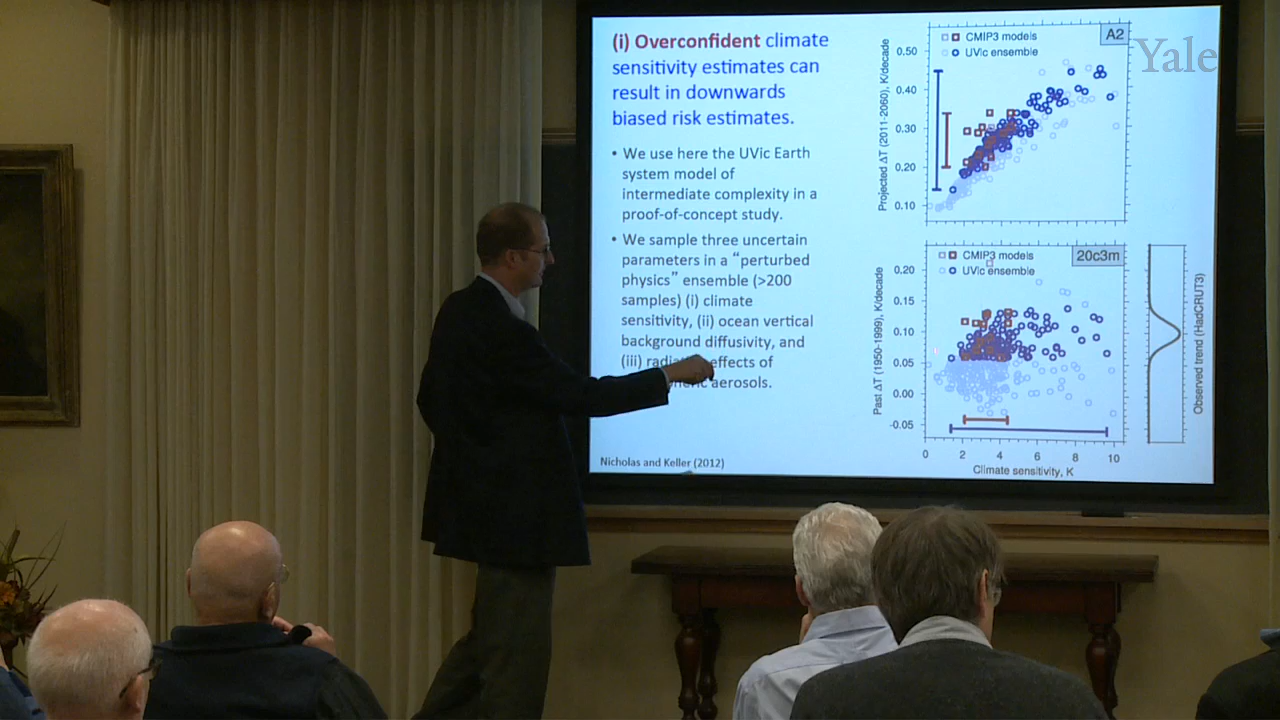 (i) Overconfident climate
sensitivity estimates can
result in downwards
biased risk estimates.
• We use here the UVic Earth
system model of
intermediate complexity in a
proof-of-concept study.
• We sample three uncertain
parameters in a “perturbed
physics” ensemble (>200
samples) (i) climate
sensitivity, (ii) ocean vertical
background diffusivity, and
(iii) effects of
aerosols.
Nicholas and Keller (2012)
CMIP3 models
UVic ensemble
A2
Yale
Projected ΔT (2011-2060), K/decade
0.50
0.40
0.30
0.20
0.10
CMIP3 models
UVic ensemble
20c3m
Past ΔT (1950-1999), K/decade
0.20
0.15
0.10
0.05
0.00
-0.05
0 2 4 6 8 10
Climate sensitivity, K
Observed trend (HadCRUT3)